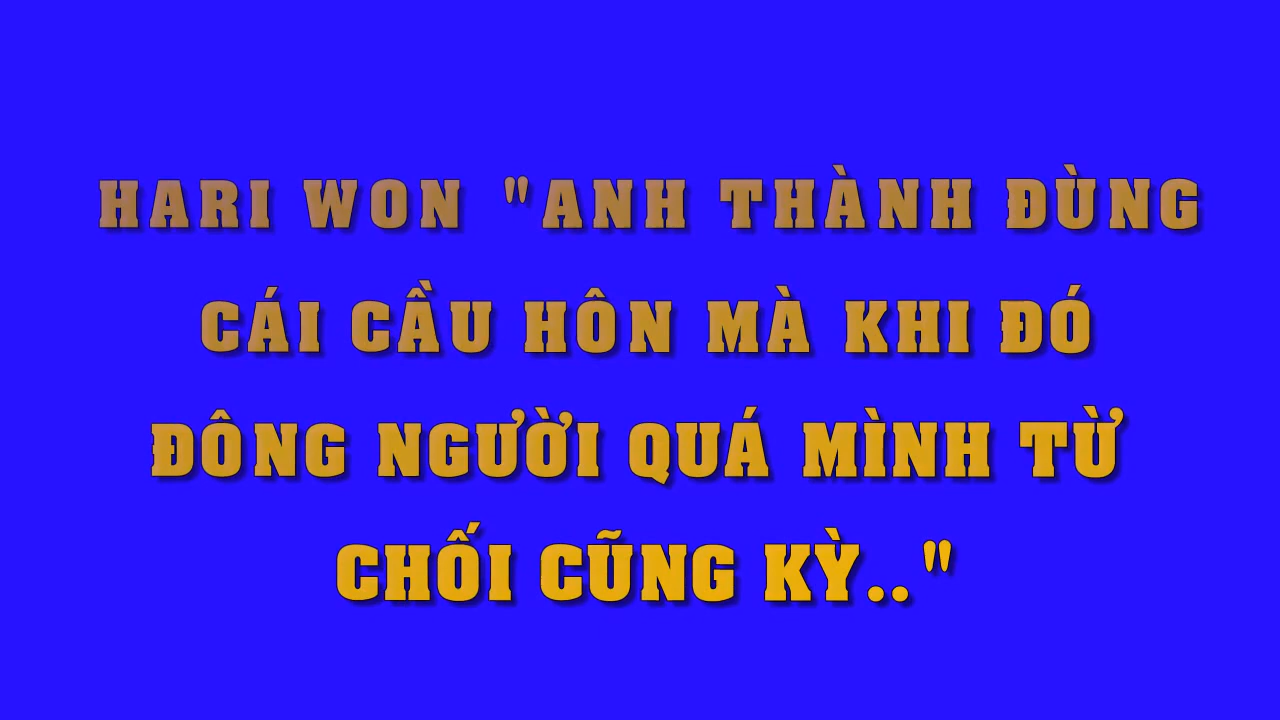 HARI WON "ANH THÀNH ĐÙNG
CÁI CẦU HÔN MÀ KHI ĐÓ
ĐÔNG NGƯỜI QUÁ MÌNH TỪ
CHỐI CŨNG KỲ.."